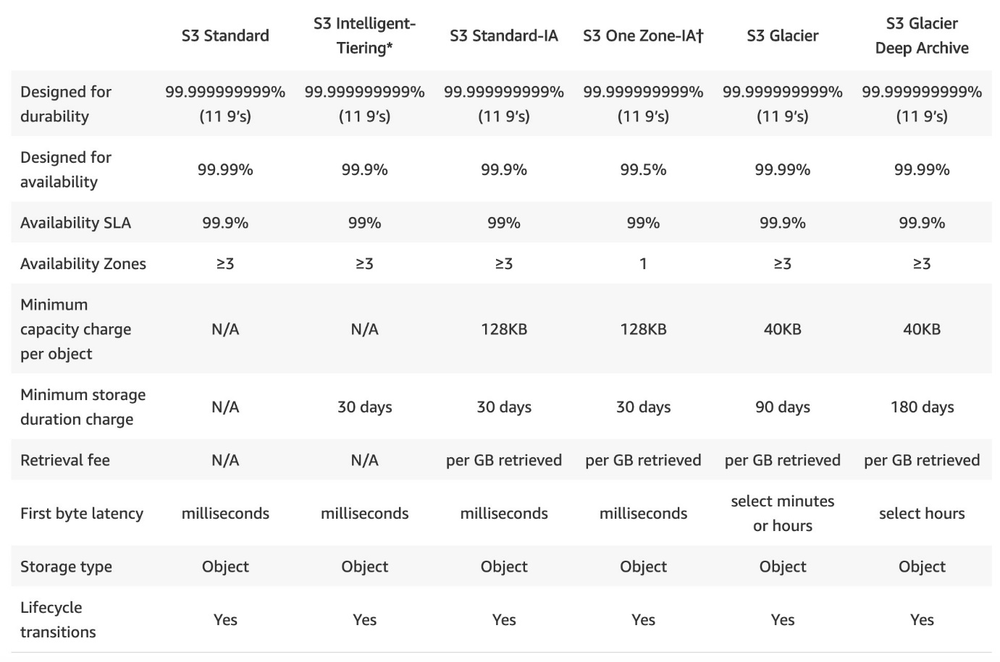 S3 Standard S3 Intelligent- S3 Standard-IA S3 One Zone-IA† S3 Glacier S3 Glacier
Tiering* Deep Archive
Designed for 99.999999999% 99.999999999% 99.999999999% 99.999999999% 99.999999999% 99.999999999%
durability (11 9’s) (11 9’s) (11 9’s) (11 9’s) (11 9’s) (11 9’s)
Designed for
availability 99.99% 99.9% 99.9% 99.5% 99.99% 99.99%
Availability SLA 99.9% 99% 99% 99% 99.9% 99.9%
Availability Zones ≥3 ≥3 ≥3 1 ≥3 ≥3
Minimum
capacity charge N/A N/A 128KB 128KB 40KB 40KB
per object
Minimum storage
duration charge N/A 30 days 30 days 30 days 90 days 180 days
Retrieval fee N/A N/A per GB retrieved per GB retrieved per GB retrieved per GB retrieved
First byte latency milliseconds milliseconds milliseconds milliseconds select minutes select hours
or hours
Storage type Object Object Object Object Object Object
Lifecycle
transitions Yes Yes Yes Yes Yes Yes